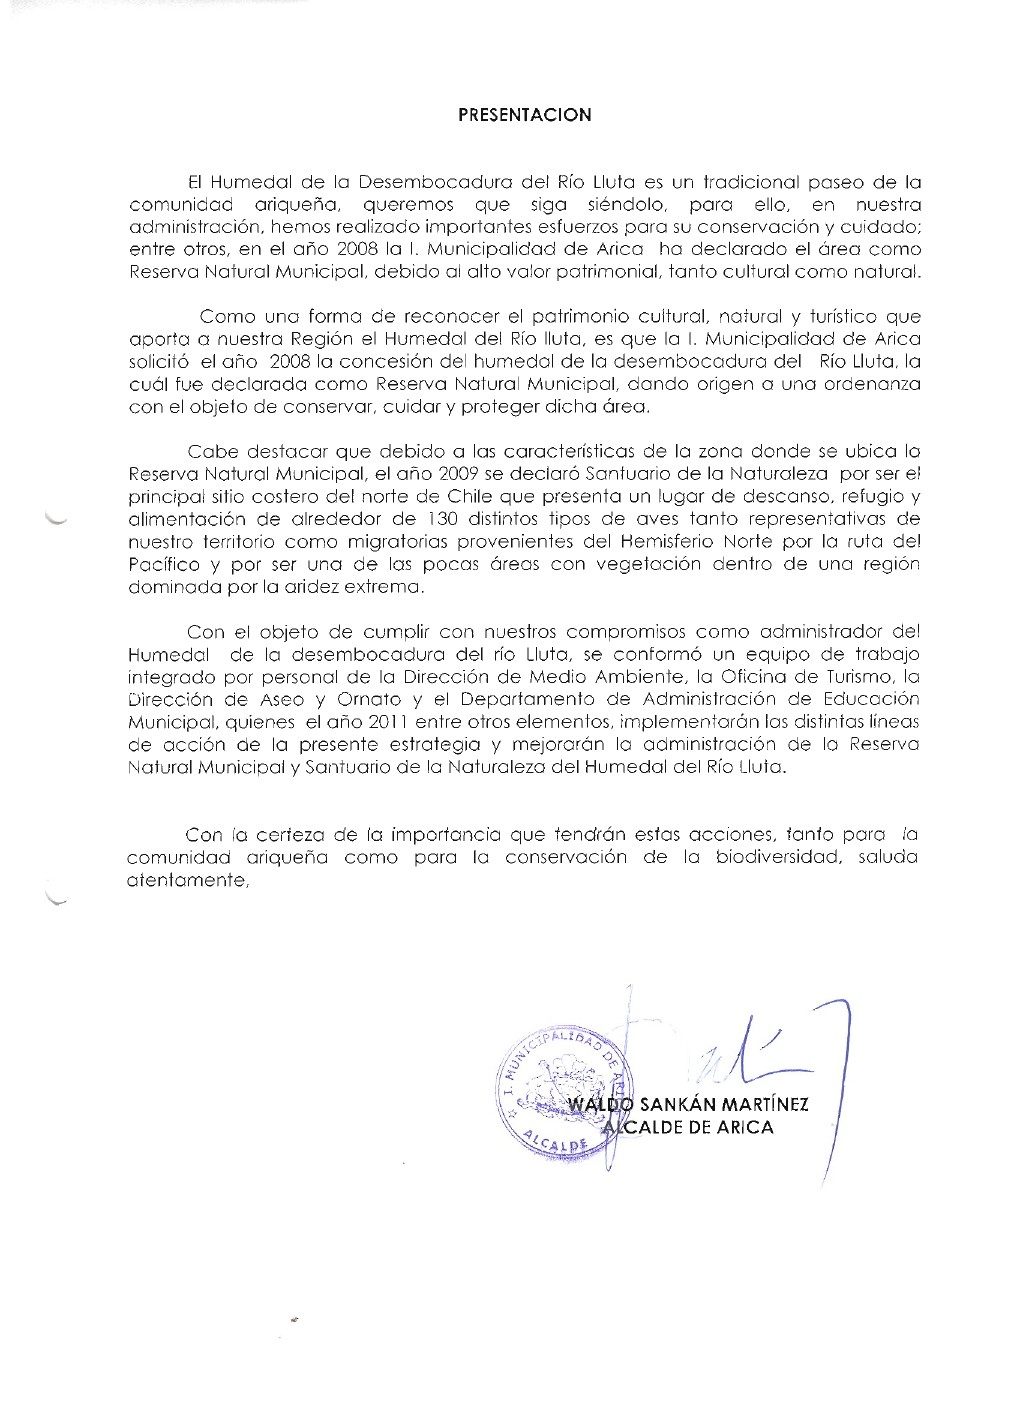 PRESENTACION
El Humedal de la Desembocadura del Río Lluta es un tradicional paseo de la
comunidad ariqueña, queremos que siga siéndolo, para ello, en nuestra
administración, hemos realizado importantes esfuerzos para su conservación y cuidado;
entre otros, en el año 2008 la I. Municipalidad de Arica ha declarado el área como
Reserva Natural Municipal, debido al alto valor patrimonial, tanto cultural como natural.
Como una forma de reconocer el patrimonio cultural, natural y turístico que
aporta a nuestra Región el Humedal del Río lluta, es que la I. Municipalidad de Arica
solicitó el año 2008 la concesión del humedal de la desembocadura del Río Lluta, la
cuál fue declarada como Reserva Natural Municipal, dando origen a una ordenanza
con el objeto de conservar, cuidar y proteger dicha área.
Cabe destacar que debido a las características de la zona donde se ubica la
Reserva Natural Municipal, el año 2009 se declaró Santuario de la Naturaleza por ser el
principal sitio costero del norte de Chile que presenta un lugar de descanso, refugio y
alimentación de alrededor de 130 distintos tipos de aves tanto representativas de
nuestro territorio como migratorias provenientes del Hemisferio Norte por la ruta del
Pacífico y por ser una de las pocas áreas con vegetación dentro de una región
dominada por la aridez extrema.
Con el objeto de cumplir con nuestros compromisos como administrador del
Humedal de la desembocadura del río Lluta, se conformó un equipo de trabajo
integrado por personal de la Dirección de Medio Ambiente, la Oficina de Turismo, la
Dirección de Aseo y Ornato y el Departamento de Administración de Educación
Municipal, quienes el año 2011 entre otros elementos, implementarán las distintas líneas
de acción de la presente estrategia y mejorarán la administración de la Reserva
Natural Municipal y Santuario de la Naturaleza del Humedal del Río Lluta.
Con la certeza de la importancia que tendrán estas acciones, tanto para la
comunidad ariqueña como para la conservación de la biodiversidad, saluda
atentamente,
I. MUNICIPALIDAD DE ARICA
ALCALDE
WALDO SANKÁN MARTÍNEZ
ALCALDE DE ARICA